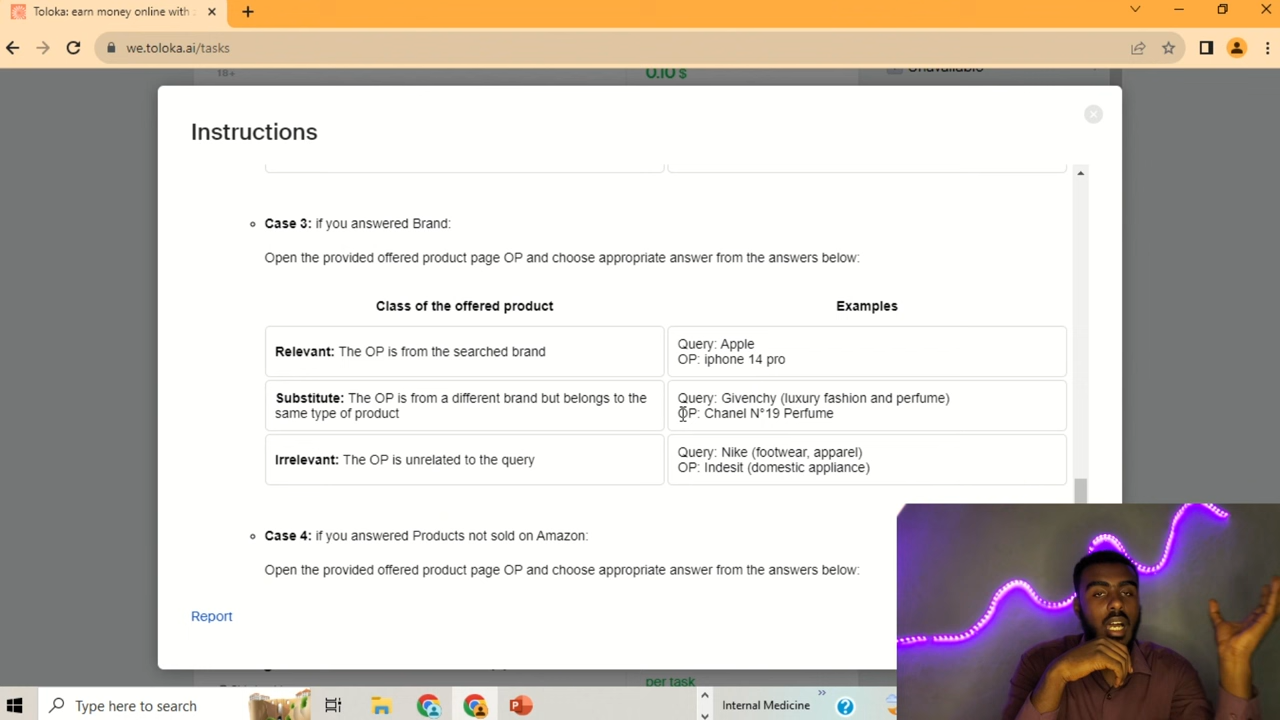 Toloka: earn money online with
we.toloka.ai/tasks
18+
0.10 $
Unavailable
Instructions
Case 3: if you answered Brand:
Open the provided offered product page OP and choose appropriate answer from the answers below:
Class of the offered product
Examples
Relevant: The OP is from the searched brand
Query: Apple
OP: iphone 14 pro
Substitute: The OP is from a different brand but belongs to the
same type of product
Query: Givenchy (luxury fashion and perfume)
OP: Chanel N°19 Perfume
Irrelevant: The OP is unrelated to the query
Query: Nike (footwear, apparel)
OP: Indesit (domestic appliance)
Case 4: if you answered Products not sold on Amazon:
Open the provided offered product page OP and choose appropriate answer from the answers below:
Report
per task
Type here to search
Internal Medicine